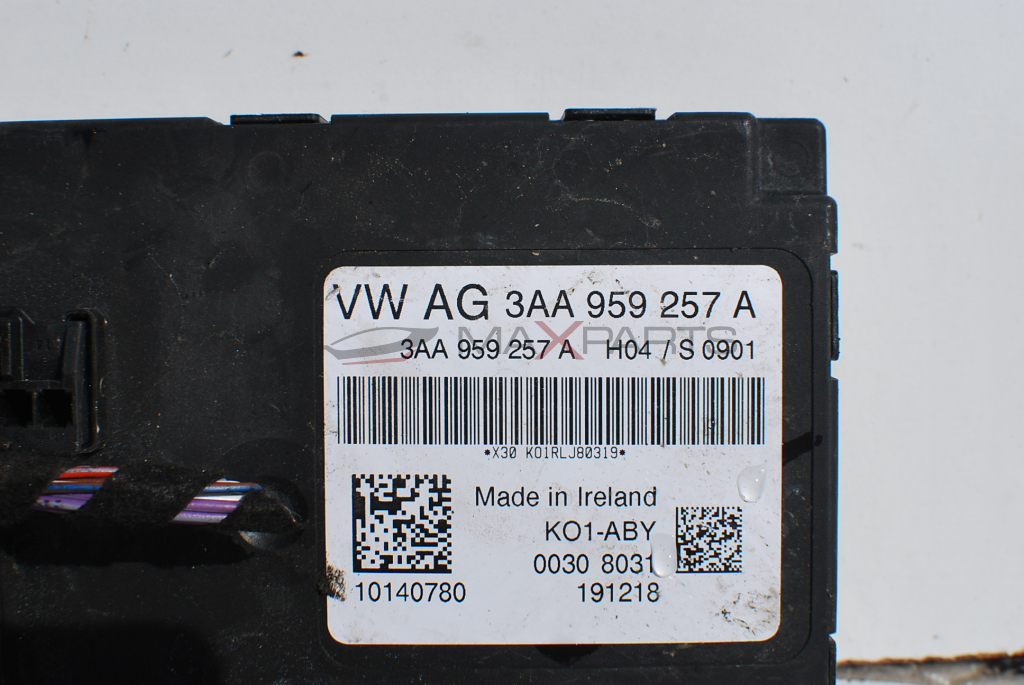 VW AG 3AA 959 257 A
MAXPARTS
3AA 959 257 A H04 / S 0901
*X30 K01RLJ80319*
Made in Ireland
KO1-ABY
0030 8031
10140780
191218